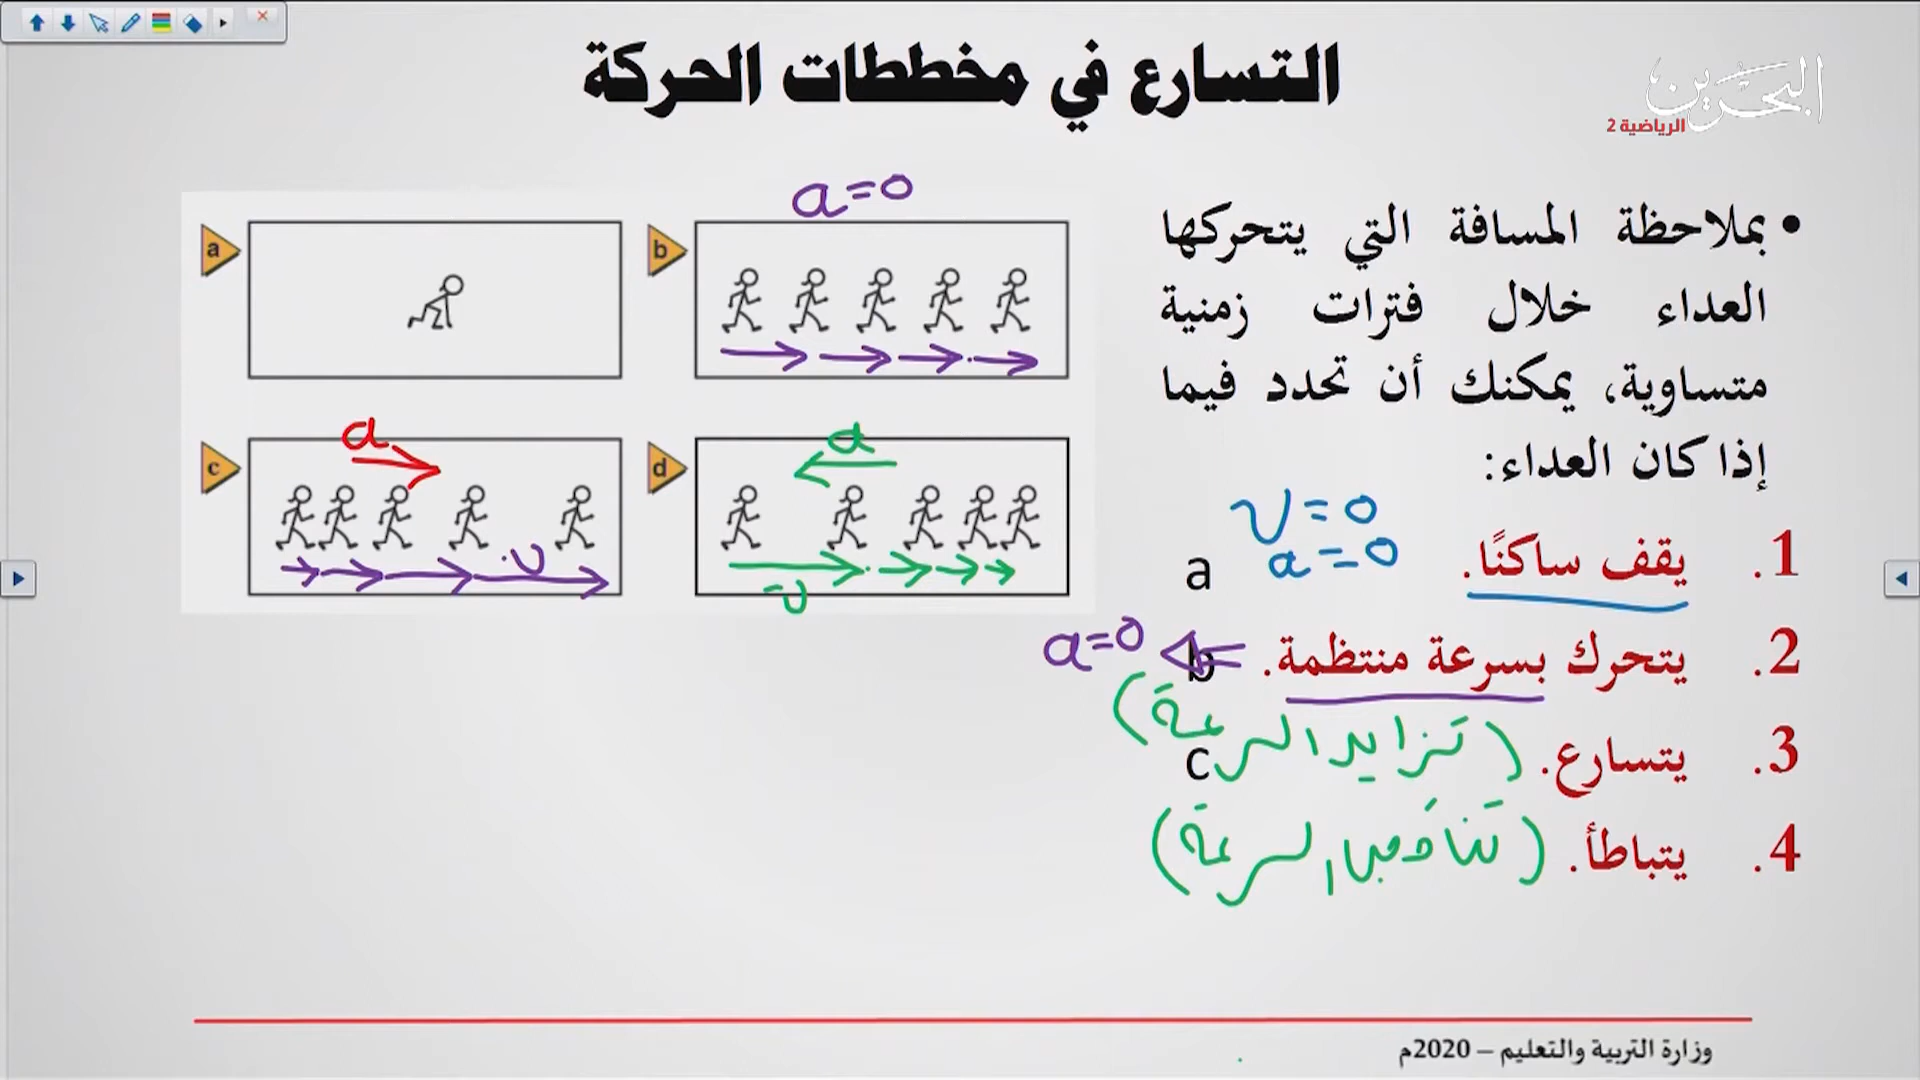 التسارع في مخططات الحركة
البحرين
الرياضية 2
• بملاحظة المسافة التي يتحركها
العداء خلال فترات زمنية
متساوية، يمكنك أن تحدد فيما
إذا كان العداء:
1. يقف ساكنًا.
v = 0
a = 0
a
2. يتحرك بسرعة منتظمة.
b
a=0
3. يتسارع.
(تزايد السرعة)
c
4. يتباطأ.
(تناقص السرعة)
a
b
a=0
c
a
v
d
a
v
وزارة التربية والتعليم – 2020م